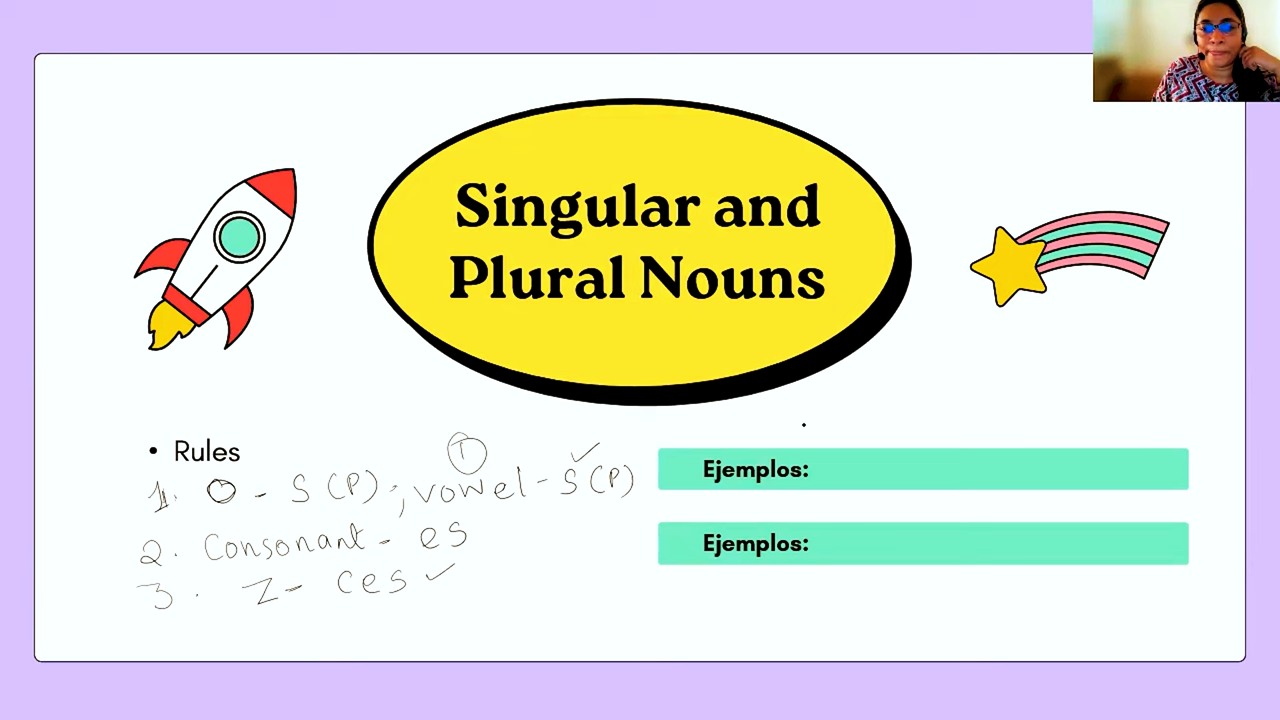 Singular and
Plural Nouns
• Rules
1. O - S (P) ; vowel - S (P)
2. Consonant - es
3. Z - ces
Ejemplos:
Ejemplos: